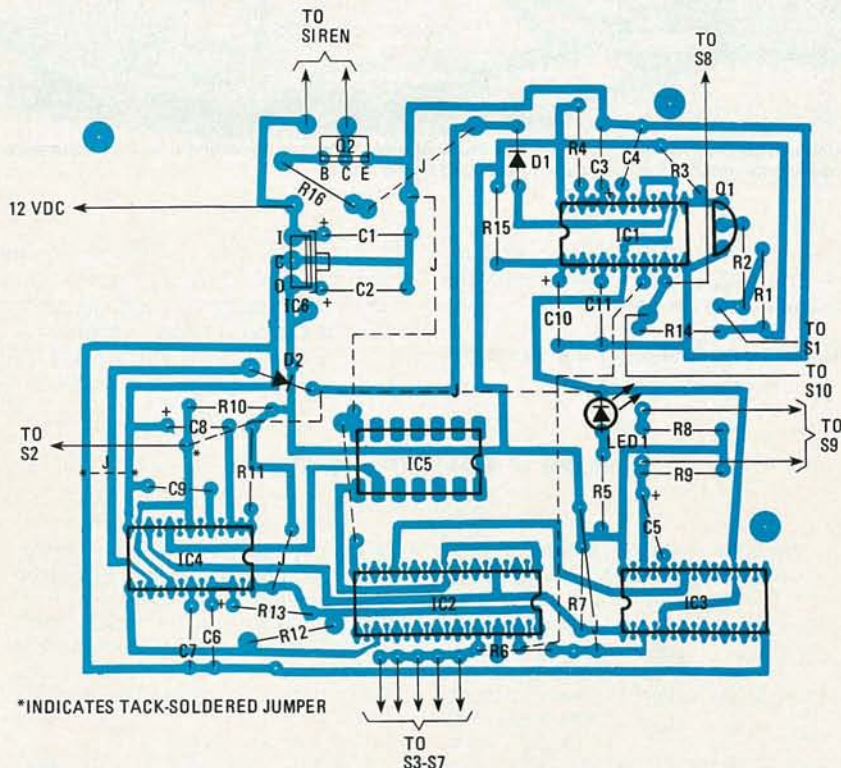 TO
SIREN
TO
S8
Q2
B C E
R16
J
D1
R4
C3
C4
R3
Q1
12 VDC
I
C
O
+
C1
C2
+
IC6
J
R15
IC1
R2
R1
+
C10
C11
R14
TO
S1
TO
S10
D2
J
R10
+
C8
*
TO
S2
* J *
R11
C9
IC5
LED1
R8
R9
TO
S9
R5
+
C5
IC4
J
IC2
R7
IC3
C7
C6
+
R13
R12
R6
*INDICATES TACK-SOLDERED JUMPER
TO
S3-S7